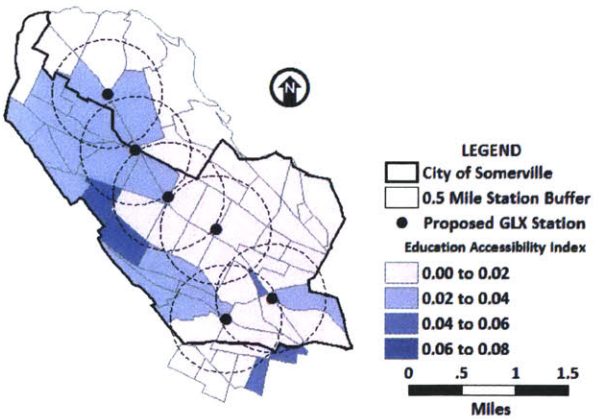 N
LEGEND
City of Somerville
0.5 Mile Station Buffer
Proposed GLX Station
Education Accessibility Index
0.00 to 0.02
0.02 to 0.04
0.04 to 0.06
0.06 to 0.08
0 .5 1 1.5
Miles